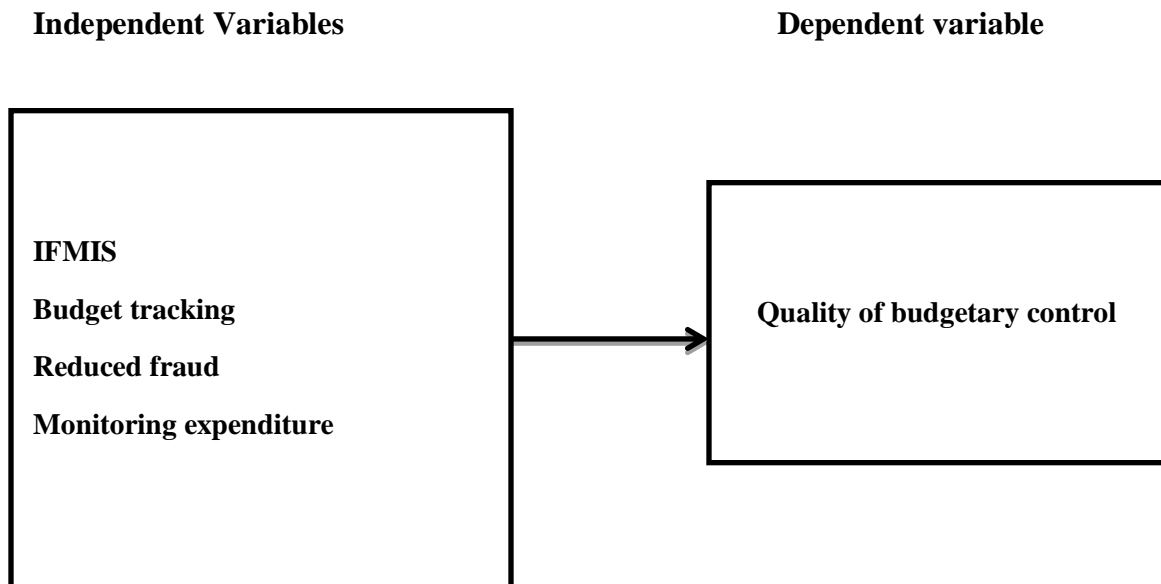 Independent Variables
Dependent variable
IFMIS
Budget tracking
Reduced fraud
Monitoring expenditure
Quality of budgetary control